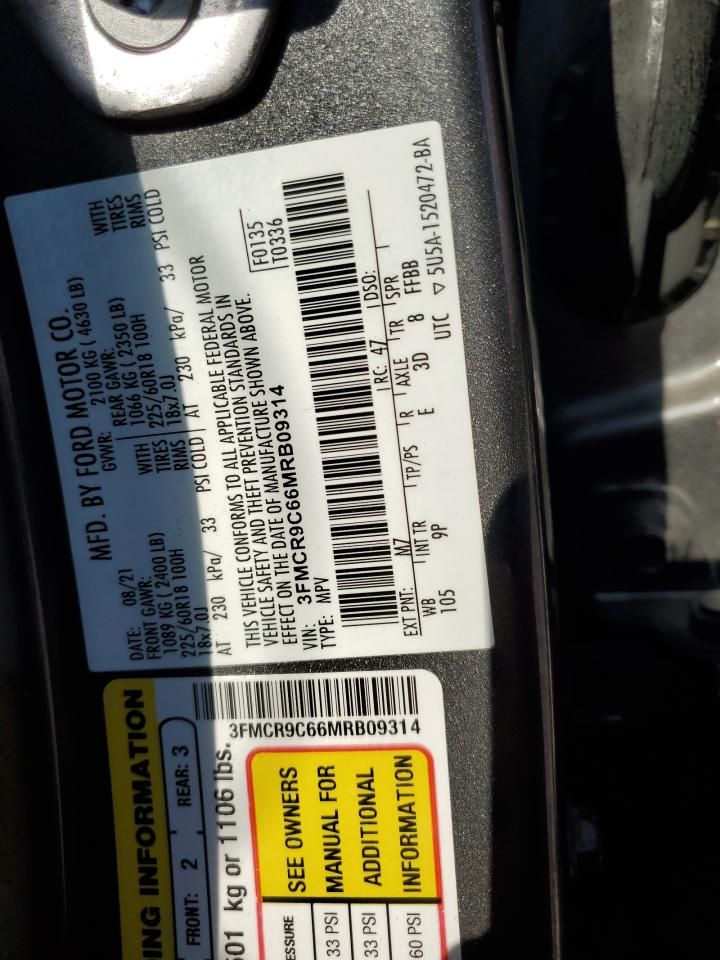 MFD. BY FORD MOTOR CO.
DATE: 08/21 GVWR: 2100 KG ( 4630 LB)
FRONT GAWR: REAR GAWR:
1089 KG ( 2400 LB) WITH 1066 KG ( 2350 LB) WITH
225/60R18 100H TIRES 225/60R18 100H TIRES
18x7.0J RIMS 18x7.0J RIMS
AT 230 kPa/ 33 PSI COLD AT 230 kPa/ 33 PSI COLD
THIS VEHICLE CONFORMS TO ALL APPLICABLE FEDERAL MOTOR
VEHICLE SAFETY AND THEFT PREVENTION STANDARDS IN
EFFECT ON THE DATE OF MANUFACTURE SHOWN ABOVE.
F0135
T0336
VIN: 3FMCR9C66MRB09314
TYPE: MPV
EXT PNT: M7 RC: 47 DSO:
WB INT TR TP/PS R AXLE TR SPR
105 9P E 3D 8 FFBB
UTC ▽ 5U5A-1520472-BA
ING INFORMATION
FRONT: 2 REAR: 3
601 kg or 1106 lbs.
3FMCR9C66MRB09314
SEE OWNERS
MANUAL FOR
ADDITIONAL
INFORMATION
33 PSI
33 PSI
60 PSI